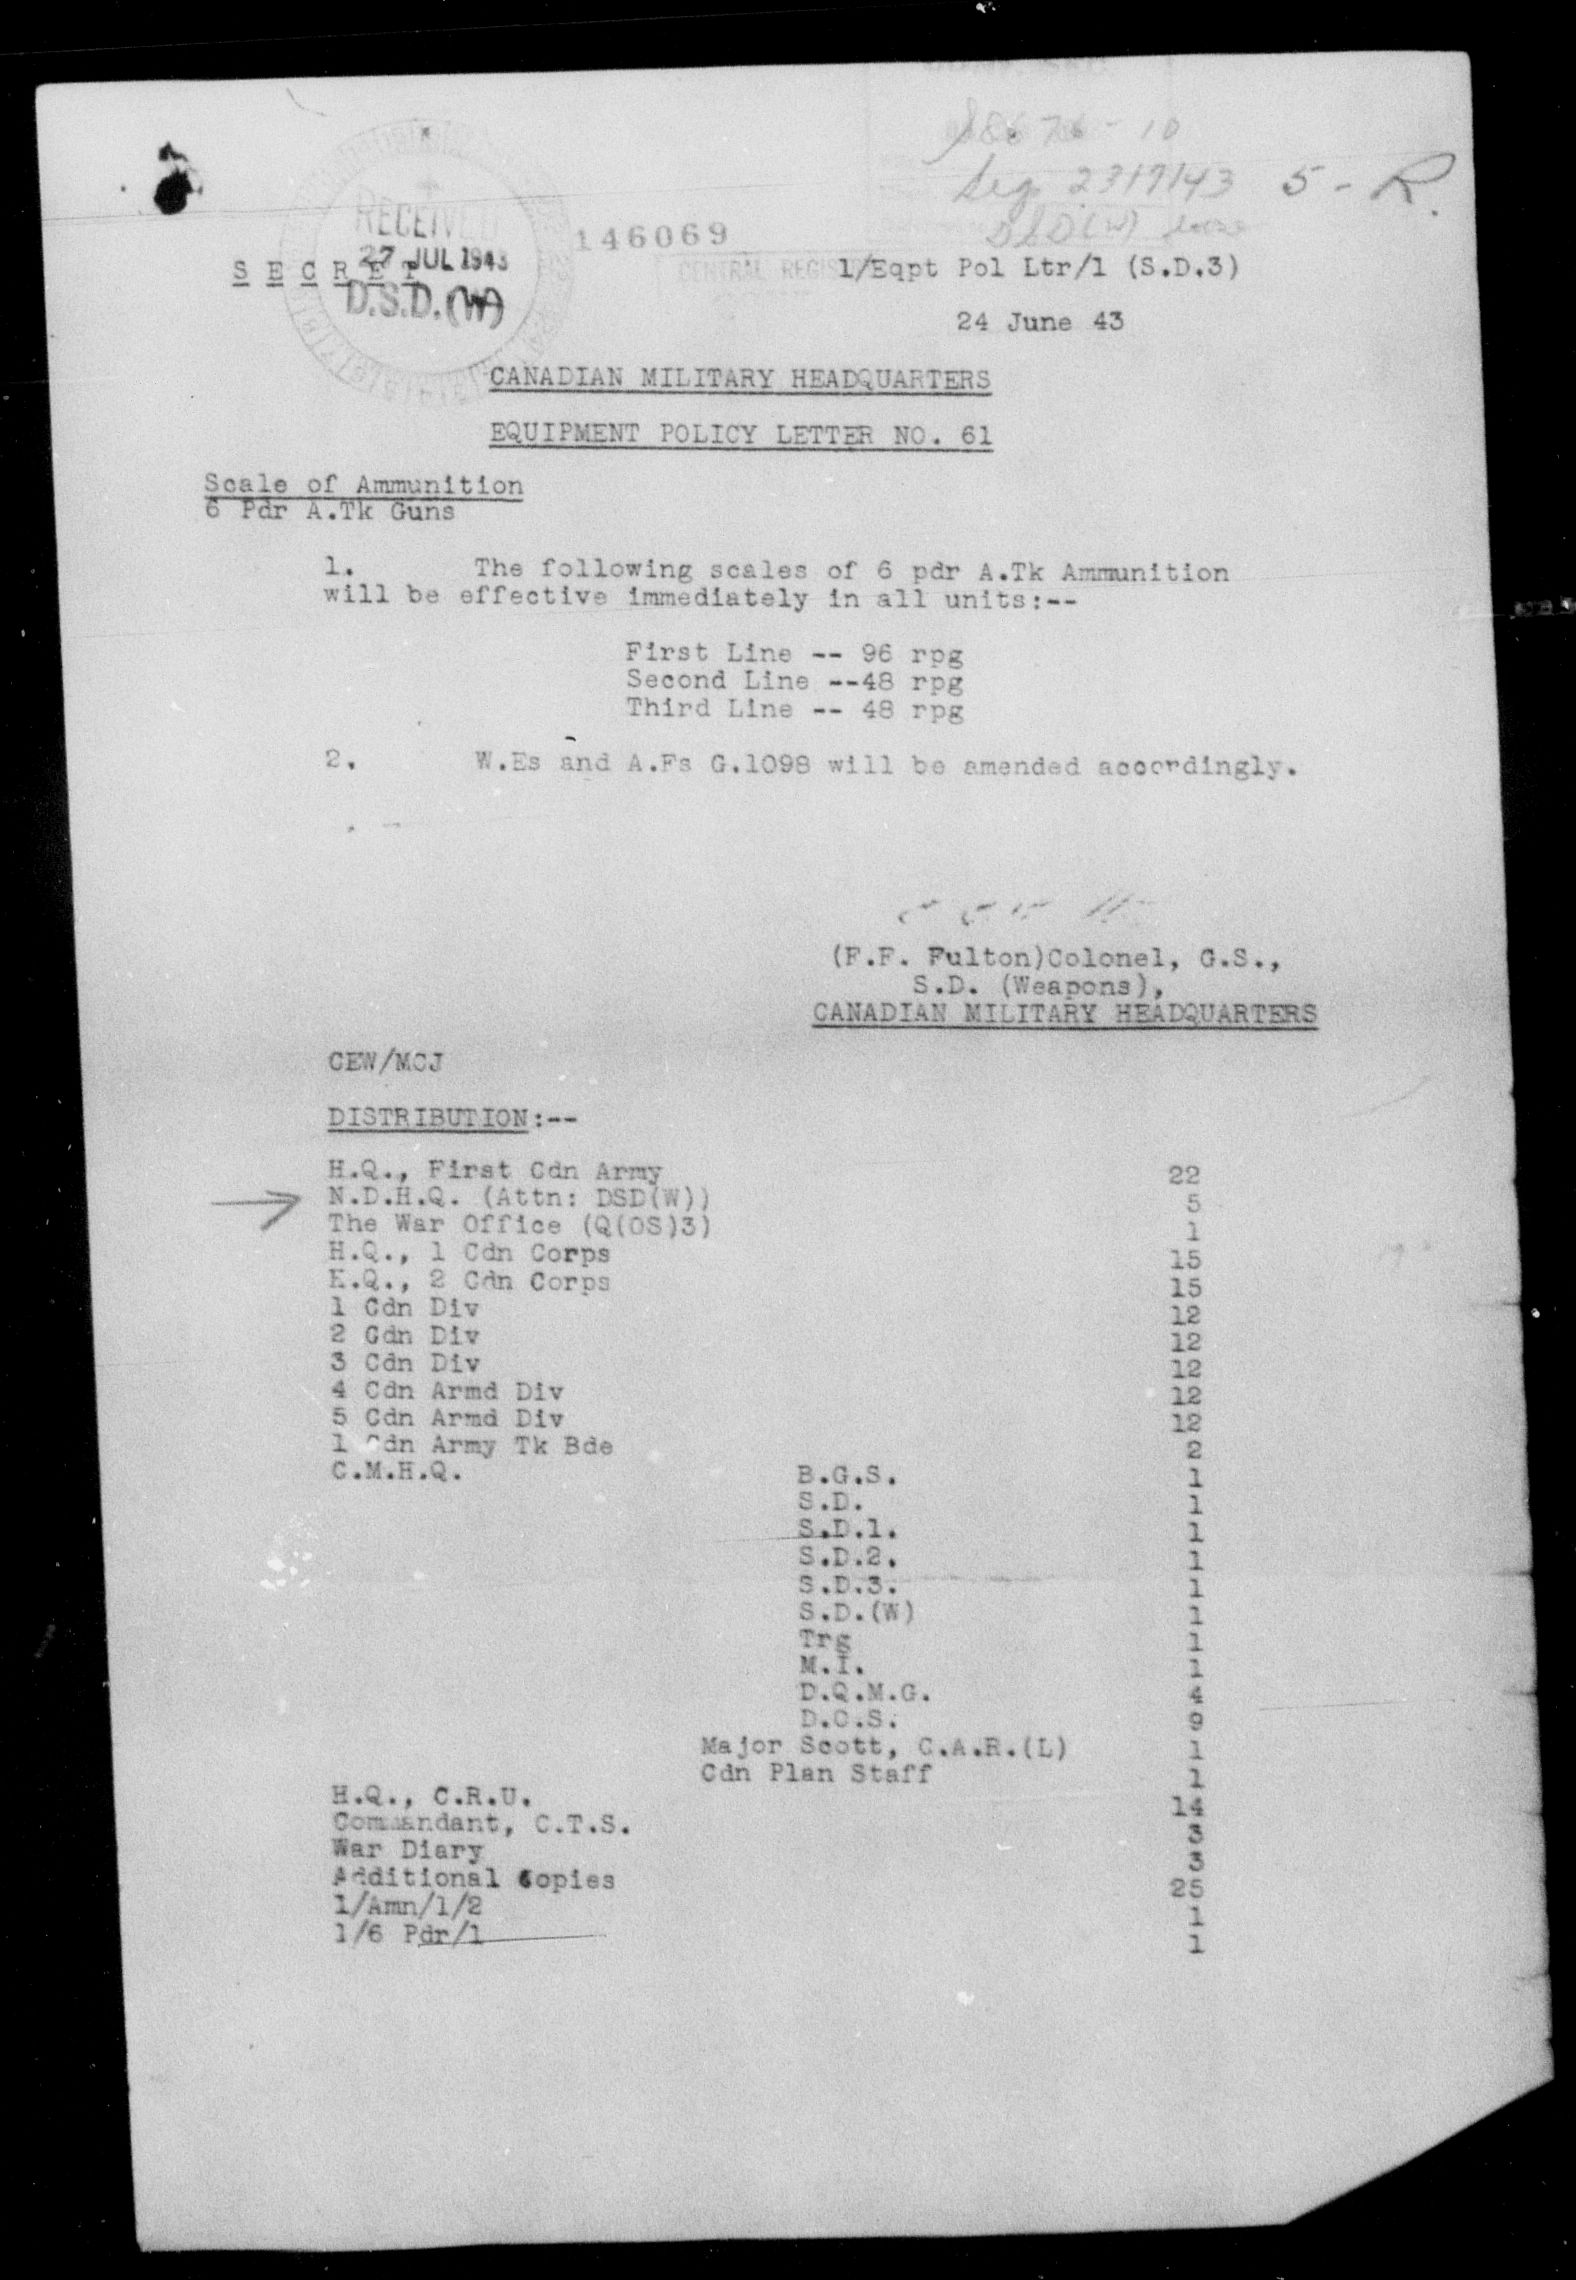 S8676-10
2317143 5-R.
RECEIVED
27 JUL 1943
D.S.D.(W)
146069
CENTRAL REGIS
S E C R E T
1/Eqpt Pol Ltr/1 (S.D.3)
24 June 43
CANADIAN MILITARY HEADQUARTERS
EQUIPMENT POLICY LETTER NO. 61
Scale of Ammunition
6 Pdr A.Tk Guns
1. The following scales of 6 pdr A.Tk Ammunition
will be effective immediately in all units:--
First Line -- 96 rpg
Second Line --48 rpg
Third Line -- 48 rpg
2. W.Es and A.Fs G.1098 will be amended accordingly.
(F.F. Fulton)Colonel, G.S.,
S.D. (Weapons),
CANADIAN MILITARY HEADQUARTERS
CEW/MCJ
DISTRIBUTION:--
H.Q., First Cdn Army 22
N.D.H.Q. (Attn: DSD(W)) 5
The War Office (Q(OS)3) 1
H.Q., 1 Cdn Corps 15
H.Q., 2 Cdn Corps 15
1 Cdn Div 12
2 Cdn Div 12
3 Cdn Div 12
4 Cdn Armd Div 12
5 Cdn Armd Div 12
1 Cdn Army Tk Bde 2
C.M.H.Q. B.G.S. 1
S.D. 1
S.D.1. 1
S.D.2. 1
S.D.3. 1
S.D.(W) 1
Trg 1
M.I. 1
D.Q.M.G. 4
D.O.S. 9
Major Scott, C.A.R.(L) 1
Cdn Plan Staff 1
H.Q., C.R.U. 14
Commandant, C.T.S. 3
War Diary 3
Additional Copies 25
1/Amn/1/2 1
1/6 Pdr/1 1